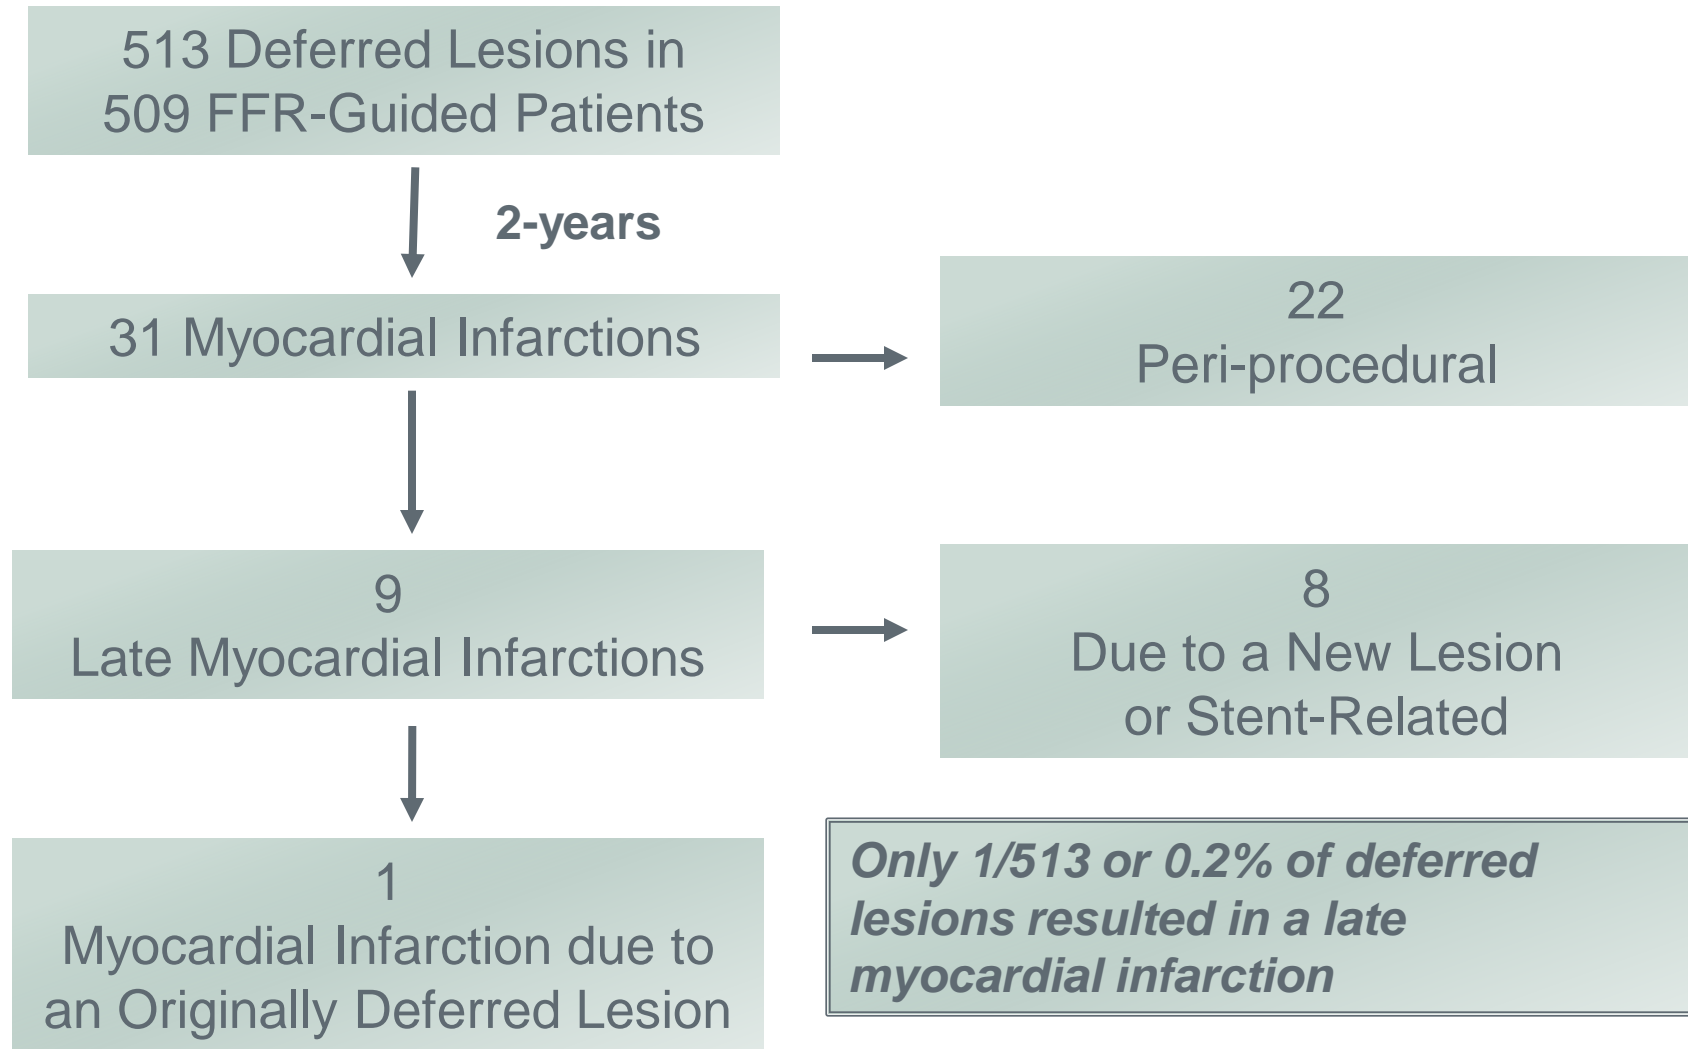 513 Deferred Lesions in
509 FFR-Guided Patients
2-years
31 Myocardial Infarctions
22
Peri-procedural
9
Late Myocardial Infarctions
8
Due to a New Lesion
or Stent-Related
1
Myocardial Infarction due to
an Originally Deferred Lesion
Only 1/513 or 0.2% of deferred
lesions resulted in a late
myocardial infarction